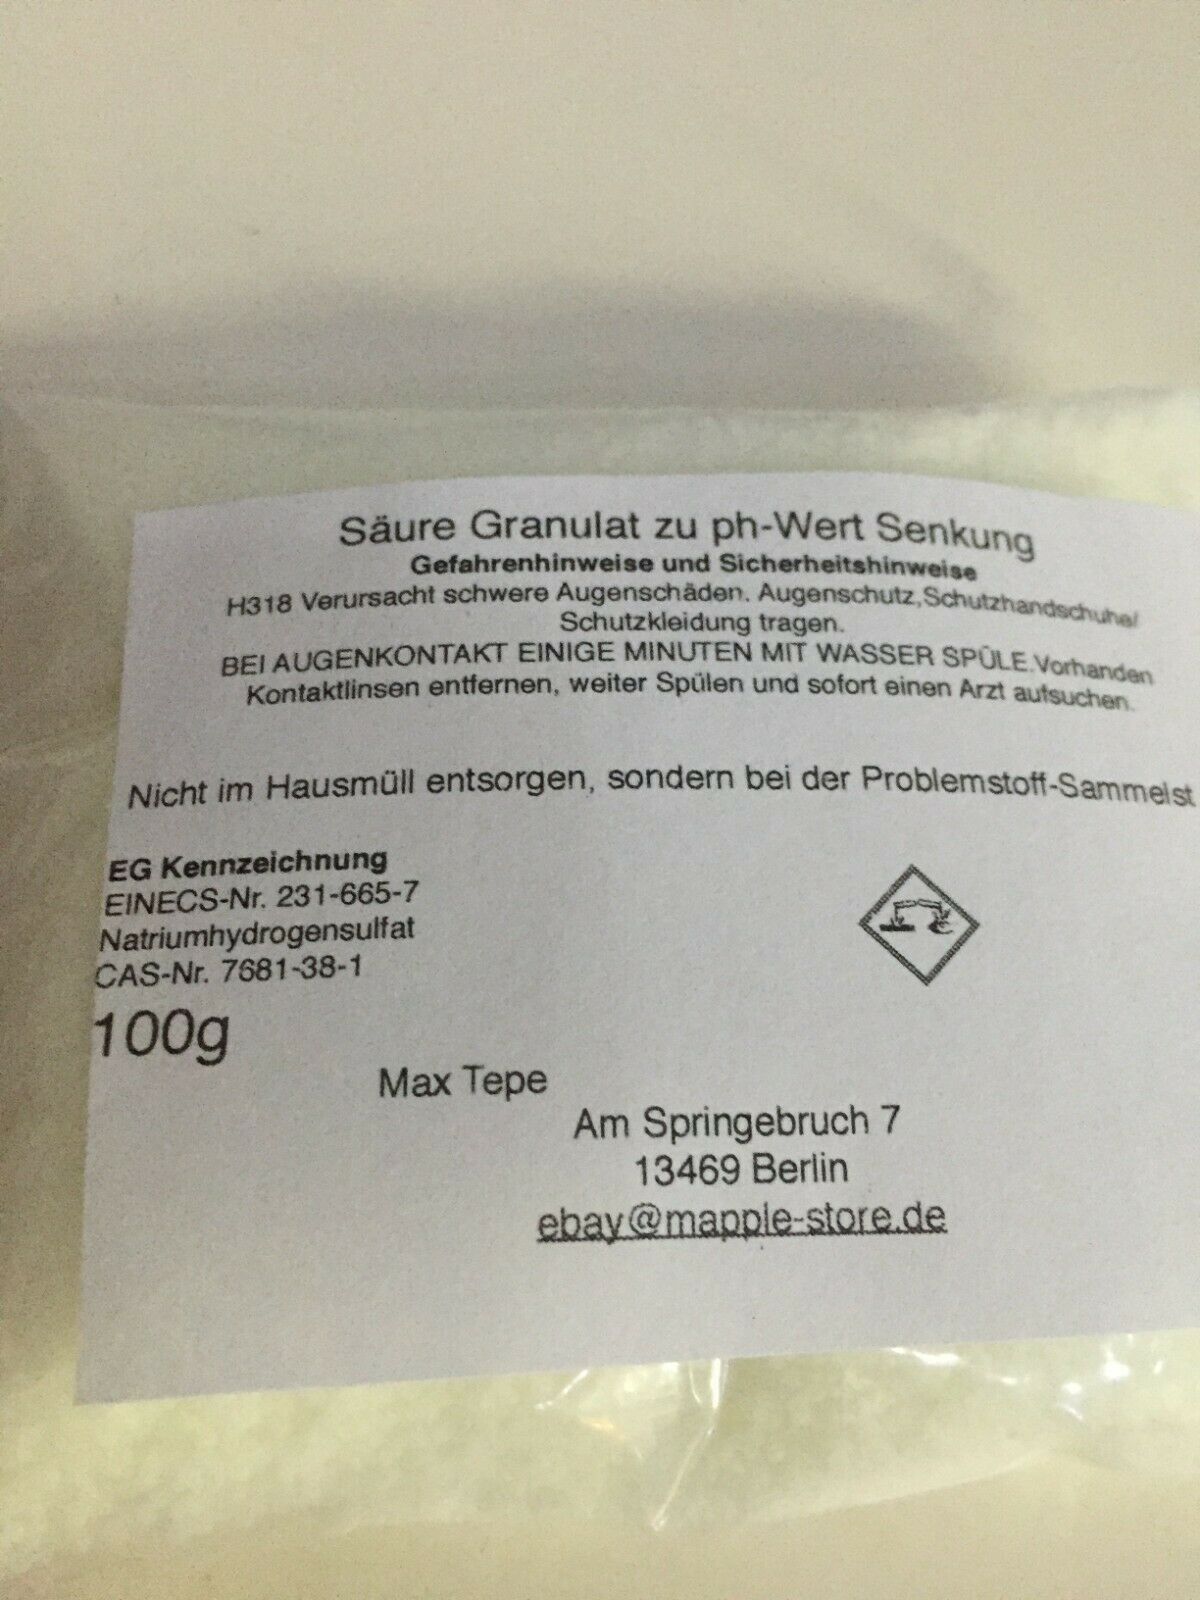 Säure Granulat zu ph-Wert Senkung
Gefahrenhinweise und Sicherheitshinweise
H318 Verursacht schwere Augenschäden. Augenschutz,Schutzhandschuhe/
Schutzkleidung tragen.
BEI AUGENKONTAKT EINIGE MINUTEN MIT WASSER SPÜLE.Vorhanden
Kontaktlinsen entfernen, weiter Spülen und sofort einen Arzt aufsuchen.
Nicht im Hausmüll entsorgen, sondern bei der Problemstoff-Sammelst
EG Kennzeichnung
EINECS-Nr. 231-665-7
Natriumhydrogensulfat
CAS-Nr. 7681-38-1
100g
Max Tepe
Am Springebruch 7
13469 Berlin
ebay@mapple-store.de